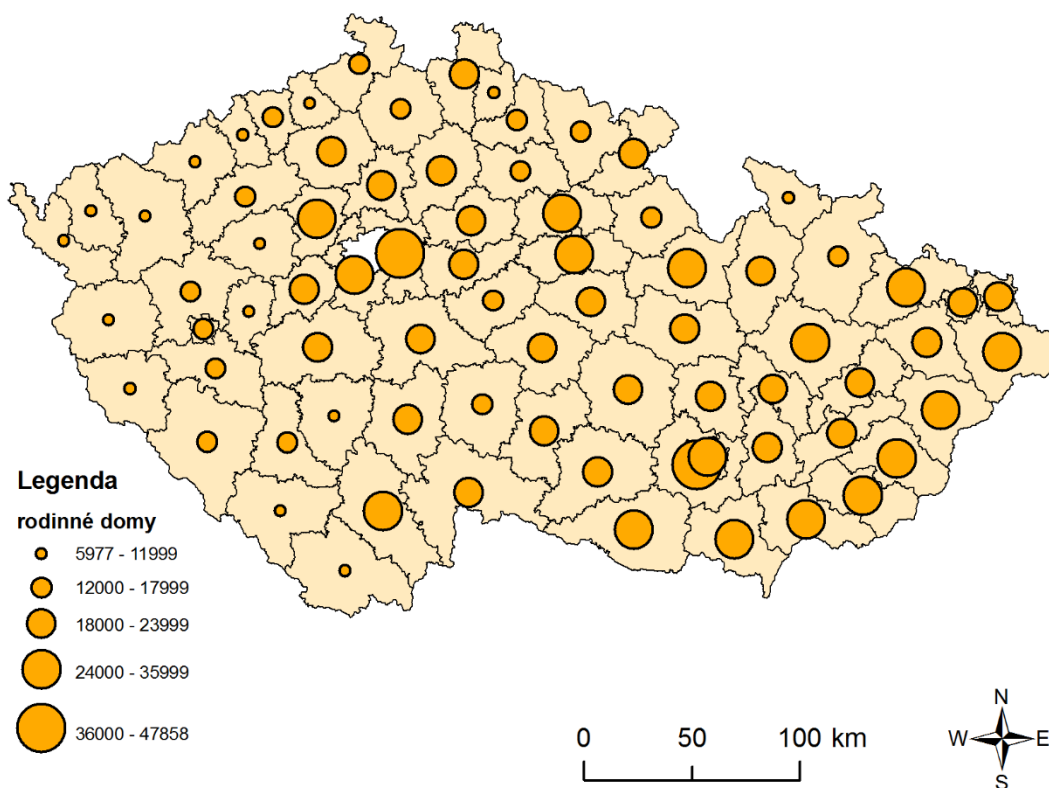 Legenda
rodinné domy
5977 - 11999
12000 - 17999
18000 - 23999
24000 - 35999
36000 - 47858
0 50 100 km
N
W E
S